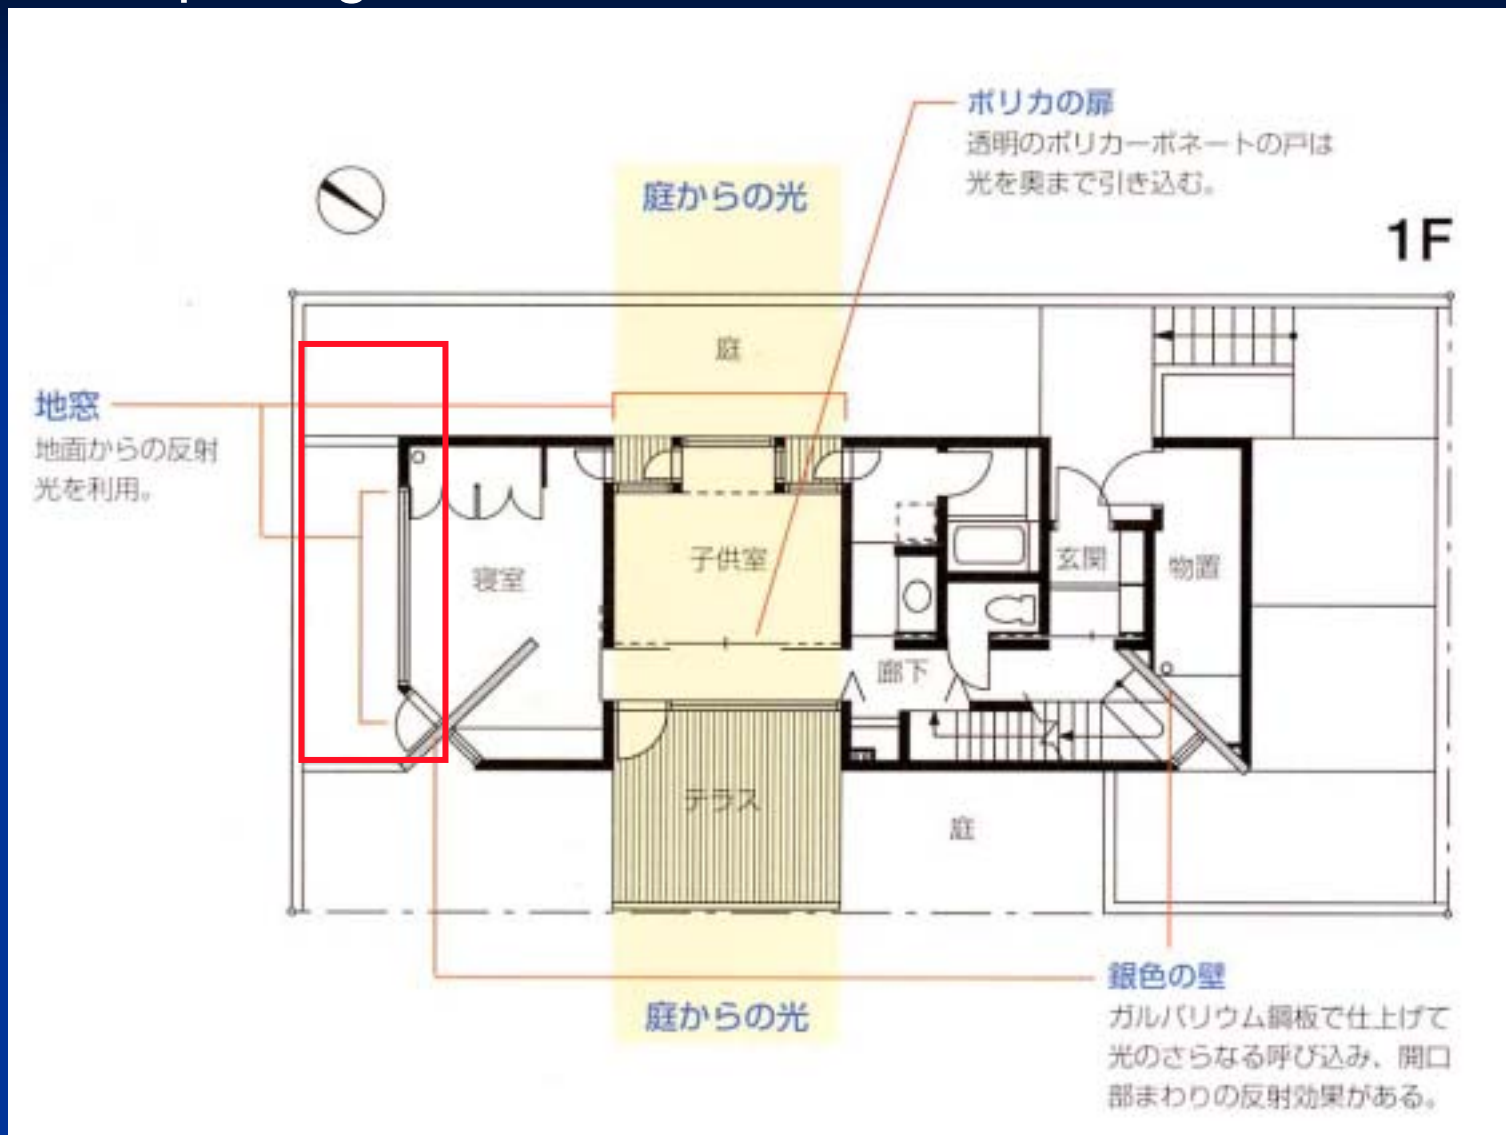 ポリカの扉
透明のポリカーボネートの戸は
光を奥まで引き込む。
庭からの光
1F
庭
地窓
地面からの反射
光を利用。
寝室
子供室
玄関
物置
廊下
テラス
庭
庭からの光
銀色の壁
ガルバリウム鋼板で仕上げて
光のさらなる呼び込み、開口
部まわりの反射効果がある。